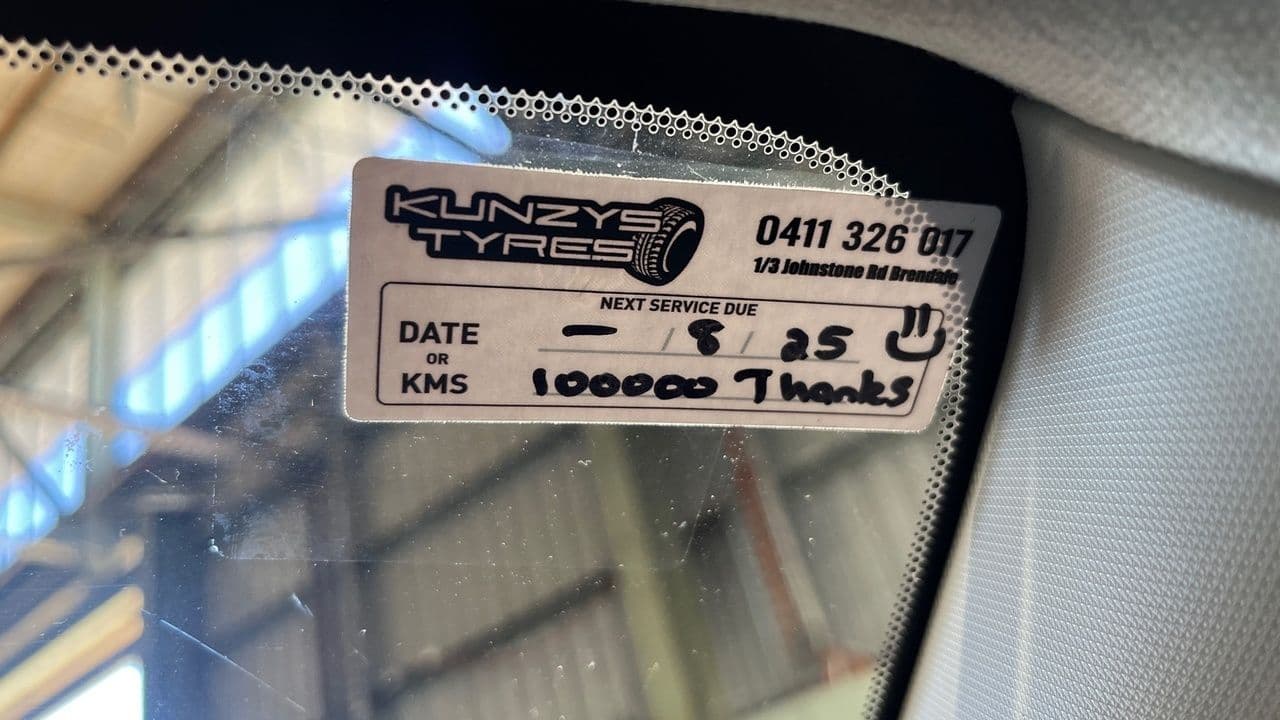 KUNZYS
TYRES
0411 326 017
1/3 Johnstone Rd Brendale
NEXT SERVICE DUE
DATE - / 8 / 25
OR
KMS 100000 Thanks